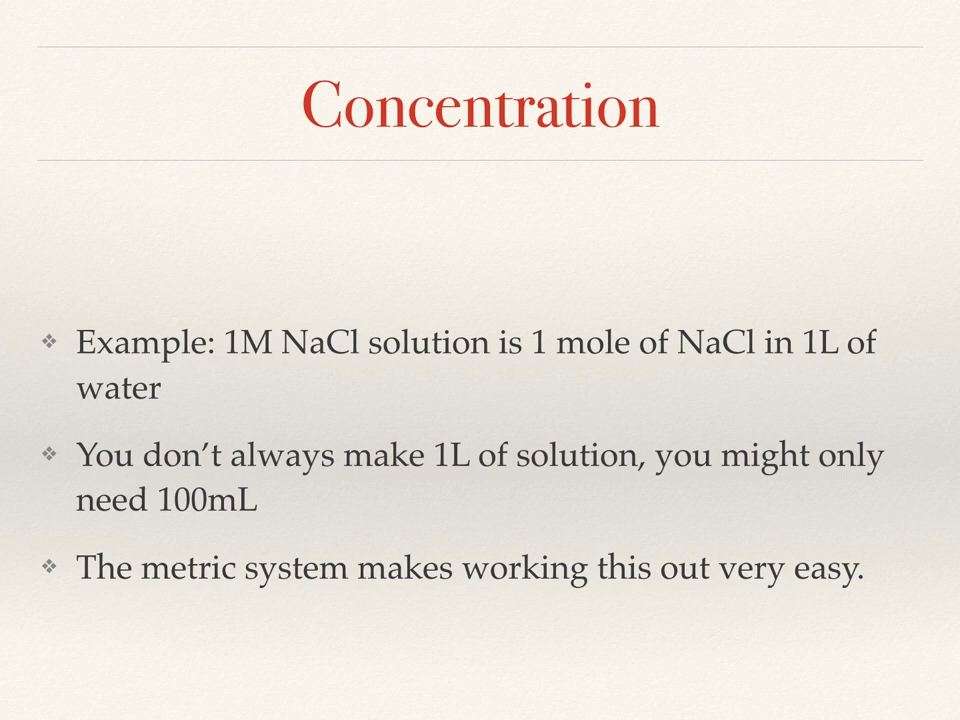 Concentration
❖ Example: 1M NaCl solution is 1 mole of NaCl in 1L of
water
❖ You don’t always make 1L of solution, you might only
need 100mL
❖ The metric system makes working this out very easy.